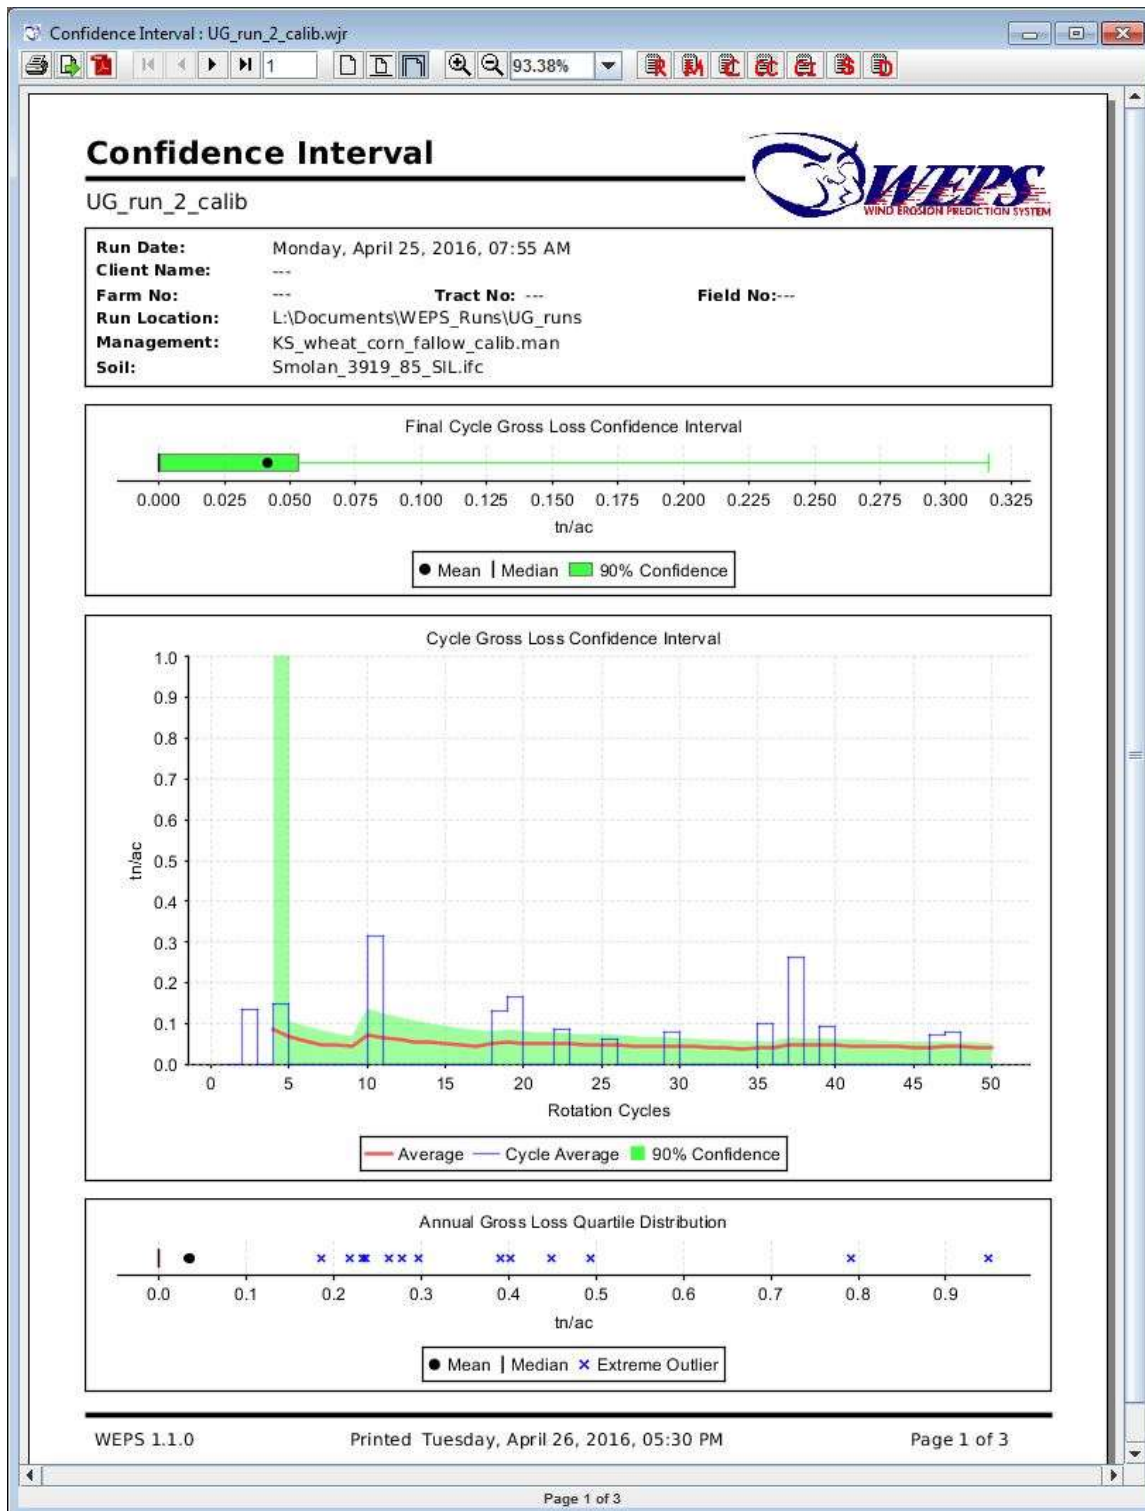 Confidence Interval : UG_run_2_calib.wjr
1
93.38%
R M C CC CI $ D
Confidence Interval
WEPS
WIND EROSION PREDICTION SYSTEM
UG_run_2_calib
Run Date: Monday, April 25, 2016, 07:55 AM
Client Name: ---
Farm No: --- Tract No: --- Field No:---
Run Location: L:\Documents\WEPS_Runs\UG_runs
Management: KS_wheat_corn_fallow_calib.man
Soil: Smolan_3919_85_SIL.ifc
Final Cycle Gross Loss Confidence Interval
0.000 0.025 0.050 0.075 0.100 0.125 0.150 0.175 0.200 0.225 0.250 0.275 0.300 0.325
tn/ac
Mean Median 90% Confidence
Cycle Gross Loss Confidence Interval
1.0
0.9
0.8
0.7
0.6
0.5
0.4
0.3
0.2
0.1
0.0
tn/ac
0 5 10 15 20 25 30 35 40 45 50
Rotation Cycles
Average Cycle Average 90% Confidence
Annual Gross Loss Quartile Distribution
0.0 0.1 0.2 0.3 0.4 0.5 0.6 0.7 0.8 0.9
tn/ac
Mean Median Extreme Outlier
WEPS 1.1.0 Printed Tuesday, April 26, 2016, 05:30 PM Page 1 of 3
Page 1 of 3